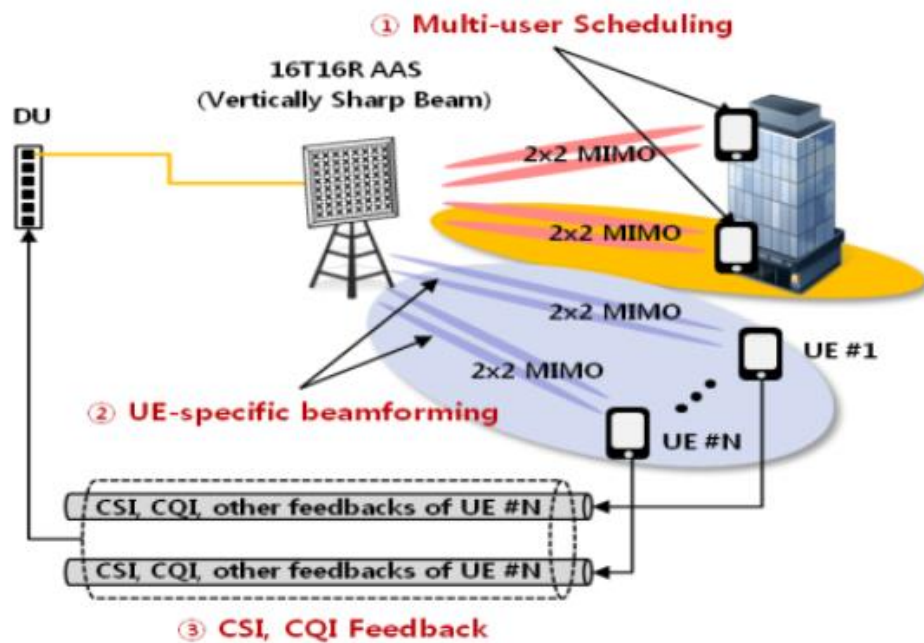 ① Multi-user Scheduling
16T16R AAS
(Vertically Sharp Beam)
DU
2x2 MIMO
2x2 MIMO
2x2 MIMO
UE #1
2x2 MIMO
② UE-specific beamforming
UE #N
CSI, CQI, other feedbacks of UE #N
CSI, CQI, other feedbacks of UE #N
③ CSI, CQI Feedback